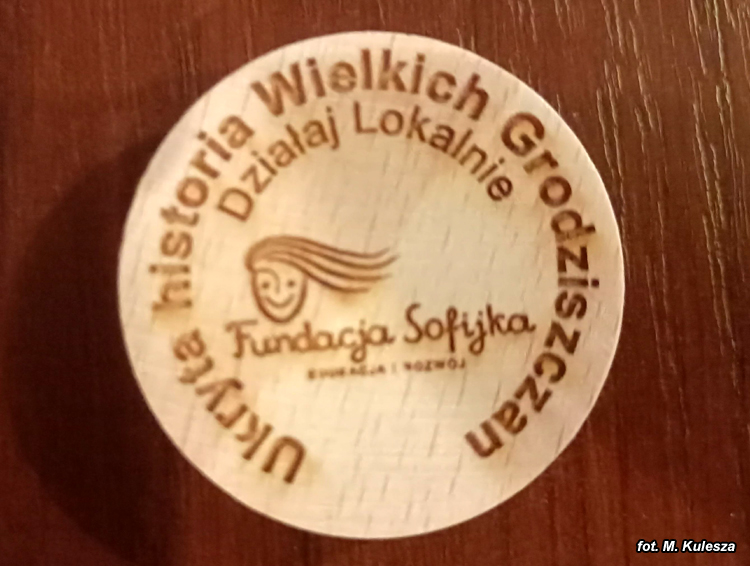 Ukryta historia Wielkich Grodziszczan
Działaj Lokalnie
Fundacja Sofijka
EDUKACJA I ROZWÓJ
fot. M. Kulesza